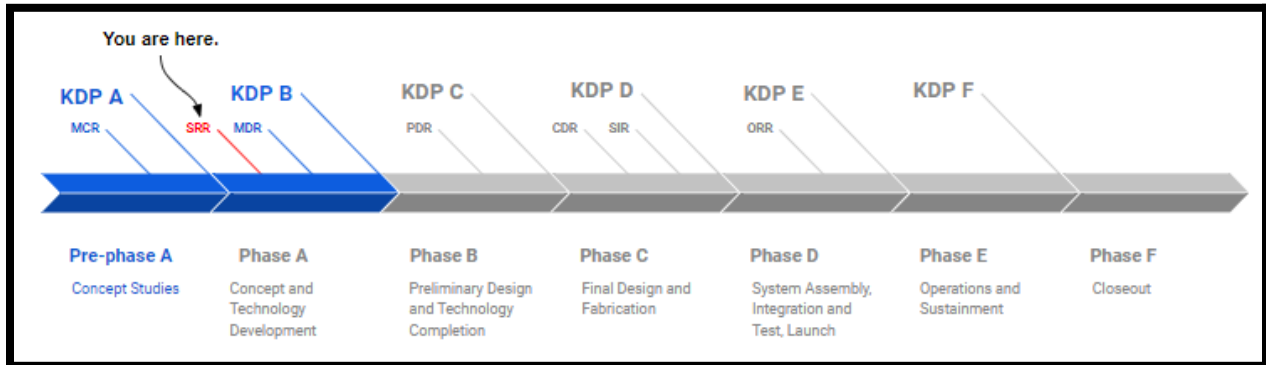 You are here.
KDP A
KDP B
KDP C
KDP D
KDP E
KDP F
MCR
SRR
MDR
PDR
CDR
SIR
ORR
Pre-phase A
Concept Studies
Phase A
Concept and
Technology
Development
Phase B
Preliminary Design
and Technology
Completion
Phase C
Final Design and
Fabrication
Phase D
System Assembly,
Integration and
Test, Launch
Phase E
Operations and
Sustainment
Phase F
Closeout